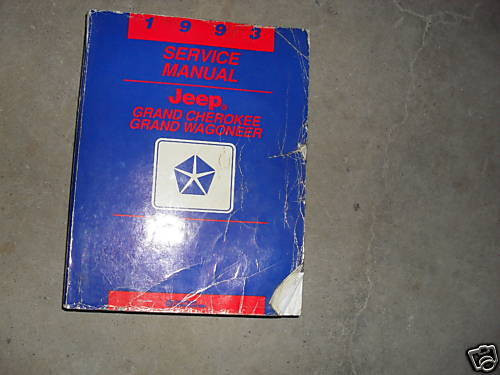 1993
SERVICE
MANUAL
Jeep
GRAND CHEROKEE
GRAND WAGONEER